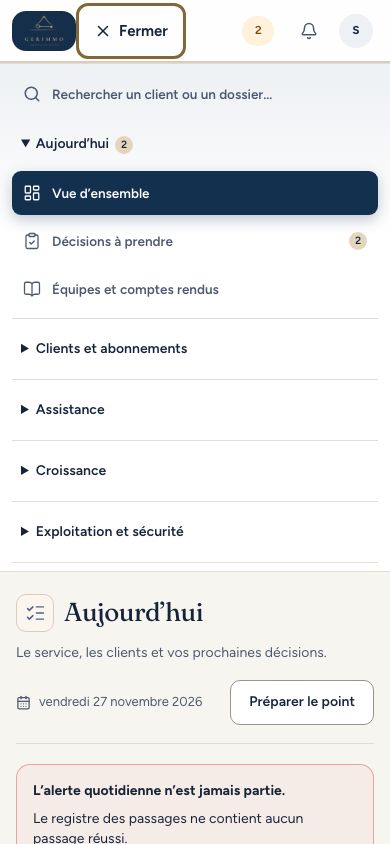 GERIMMO
Fermer
2
S
Rechercher un client ou un dossier...
Aujourd’hui 2
Vue d’ensemble
Décisions à prendre 2
Équipes et comptes rendus
Clients et abonnements
Assistance
Croissance
Exploitation et sécurité
Aujourd’hui
Le service, les clients et vos prochaines décisions.
vendredi 27 novembre 2026
Préparer le point
L’alerte quotidienne n’est jamais partie.
Le registre des passages ne contient aucun
passage réussi.